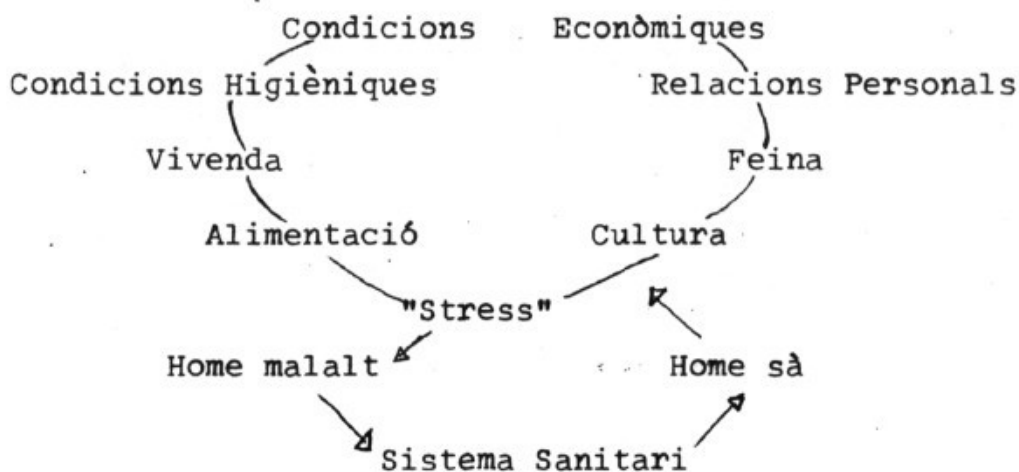 Condicions Econòmiques
Condicions Higièniques Relacions Personals
Vivenda Feina
Alimentació Cultura
"Stress"
Home malalt Home sà
Sistema Sanitari